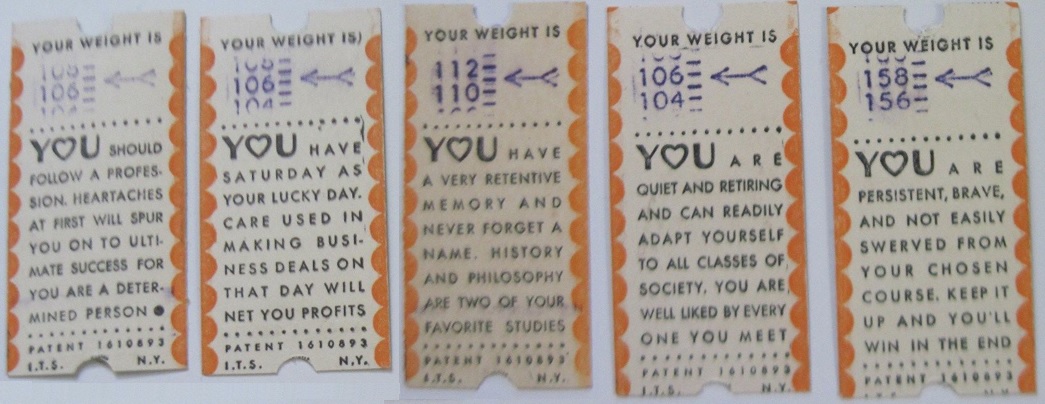 YOUR WEIGHT IS
108
106
104
YOU SHOULD
FOLLOW A PROFES-
SION. HEARTACHES
AT FIRST WILL SPUR
YOU ON TO ULTI-
MATE SUCCESS FOR
YOU ARE A DETER-
MINED PERSON
PATENT 1610893
I.T.S. N.Y.
YOUR WEIGHT IS
108
106
104
YOU HAVE
SATURDAY AS
YOUR LUCKY DAY.
CARE USED IN
MAKING BUSI-
NESS DEALS ON
THAT DAY WILL
NET YOU PROFITS
PATENT 1610893
I.T.S. N.Y.
YOUR WEIGHT IS
112
110
YOU HAVE
A VERY RETENTIVE
MEMORY AND
NEVER FORGET A
NAME. HISTORY
AND PHILOSOPHY
ARE TWO OF YOUR
FAVORITE STUDIES
PATENT 1610893
I.T.S. N.Y.
YOUR WEIGHT IS
106
104
YOU ARE
QUIET AND RETIRING
AND CAN READILY
ADAPT YOURSELF
TO ALL CLASSES OF
SOCIETY, YOU ARE
WELL LIKED BY EVERY
ONE YOU MEET
PATENT 1610893
I.T.S. N.Y.
YOUR WEIGHT IS
158
156
YOU ARE
PERSISTENT, BRAVE,
AND NOT EASILY
SWERVED FROM
YOUR CHOSEN
COURSE. KEEP IT
UP AND YOU'LL
WIN IN THE END
PATENT 1610893
I.T.S. N.Y.